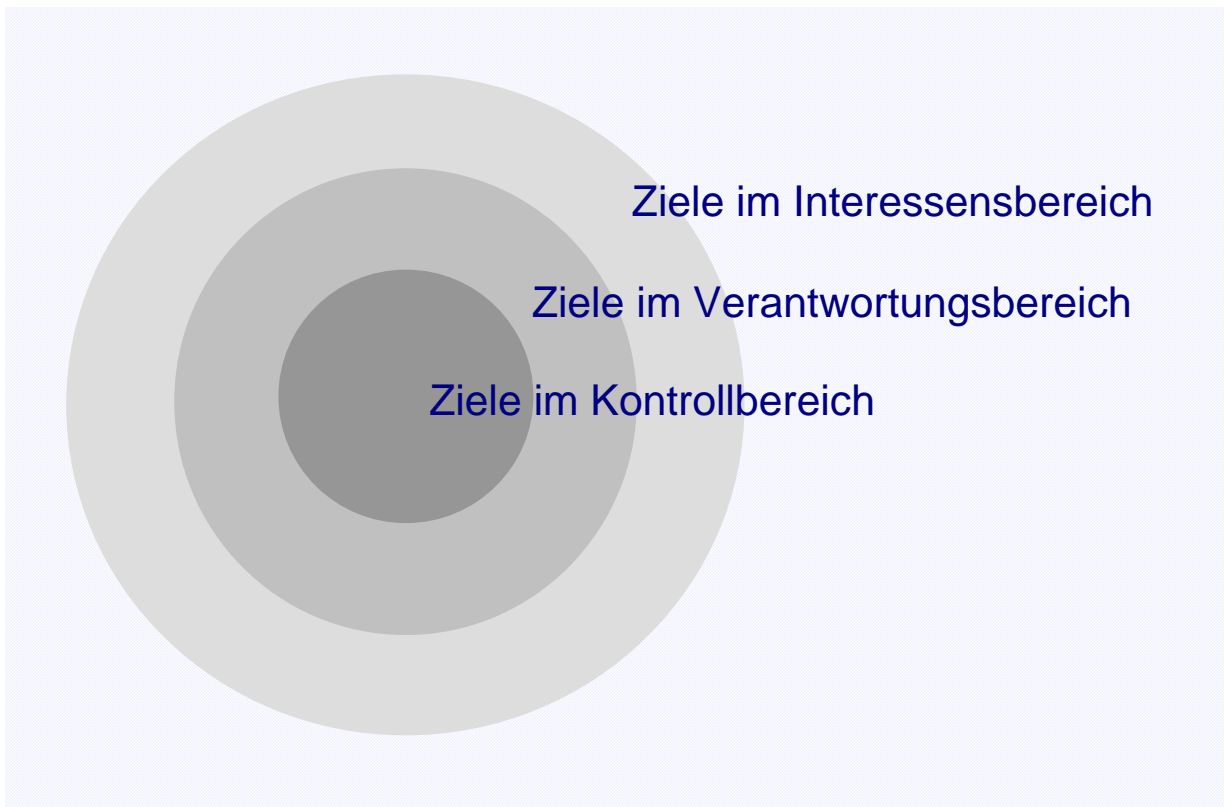 Ziele im Interessensbereich
Ziele im Verantwortungsbereich
Ziele im Kontrollbereich